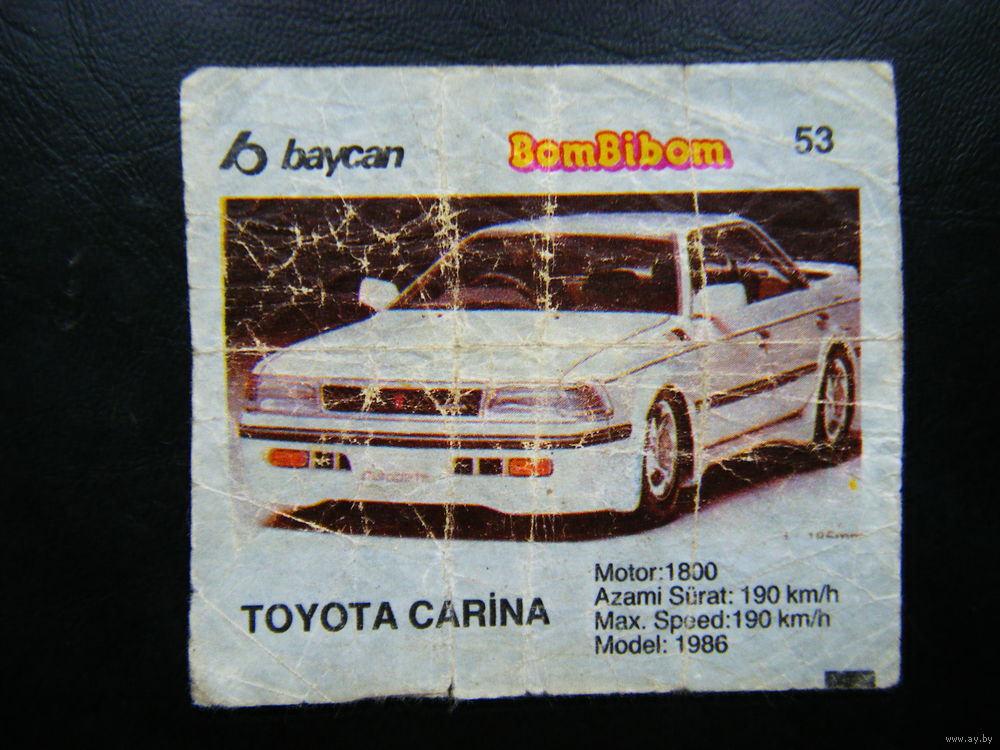 baycan
BomBibom
53
TOYOTA CARİNA
Motor:1800
Azami Sürat: 190 km/h
Max. Speed:190 km/h
Model: 1986
www.ay.by